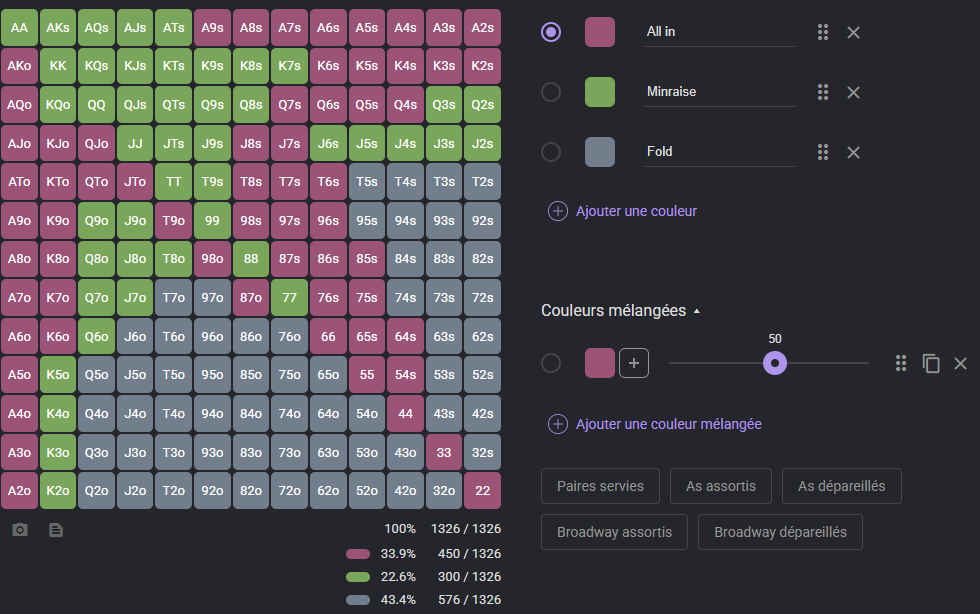 AA AKs AQs AJs ATs A9s A8s A7s A6s A5s A4s A3s A2s
AKo KK KQs KJs KTs K9s K8s K7s K6s K5s K4s K3s K2s
AQo KQo QQ QJs QTs Q9s Q8s Q7s Q6s Q5s Q4s Q3s Q2s
AJo KJo QJo JJ JTs J9s J8s J7s J6s J5s J4s J3s J2s
ATo KTo QTo JTo TT T9s T8s T7s T6s T5s T4s T3s T2s
A9o K9o Q9o J9o T9o 99 98s 97s 96s 95s 94s 93s 92s
A8o K8o Q8o J8o T8o 98o 88 87s 86s 85s 84s 83s 82s
A7o K7o Q7o J7o T7o 97o 87o 77 76s 75s 74s 73s 72s
A6o K6o Q6o J6o T6o 96o 86o 76o 66 65s 64s 63s 62s
A5o K5o Q5o J5o T5o 95o 85o 75o 65o 55 54s 53s 52s
A4o K4o Q4o J4o T4o 94o 84o 74o 64o 54o 44 43s 42s
A3o K3o Q3o J3o T3o 93o 83o 73o 63o 53o 43o 33 32s
A2o K2o Q2o J2o T2o 92o 82o 72o 62o 52o 42o 32o 22
100% 1326 / 1326
33.9% 450 / 1326
22.6% 300 / 1326
43.4% 576 / 1326
All in
Minraise
Fold
Ajouter une couleur
Couleurs mélangées
50
Ajouter une couleur mélangée
Paires servies As assortis As dépareillés
Broadway assortis Broadway dépareillés